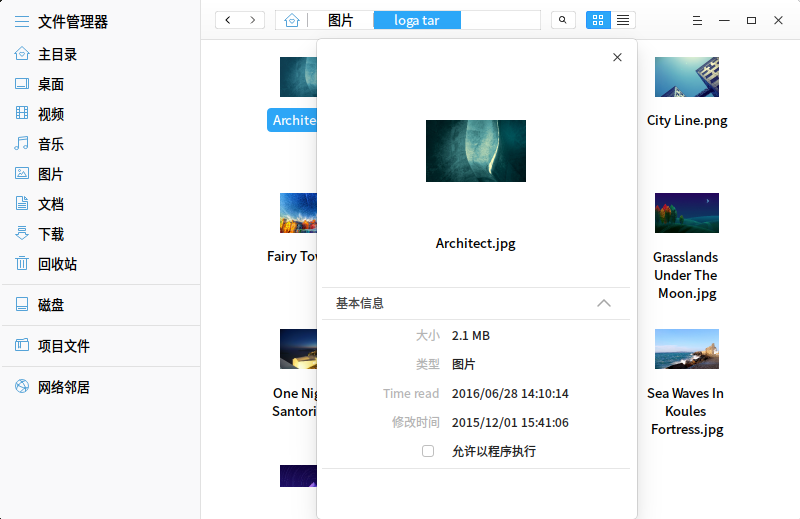 文件管理器
主目录
桌面
视频
音乐
图片
文档
下载
回收站
磁盘
项目文件
网络邻居
图片
loga tar
Archite
City Line.png
Fairy Tow
Grasslands
Under The
Moon.jpg
One Nig
Santori
Sea Waves In
Koules
Fortress.jpg
Architect.jpg
基本信息
大小 2.1 MB
类型 图片
Time read 2016/06/28 14:10:14
修改时间 2015/12/01 15:41:06
允许以程序执行